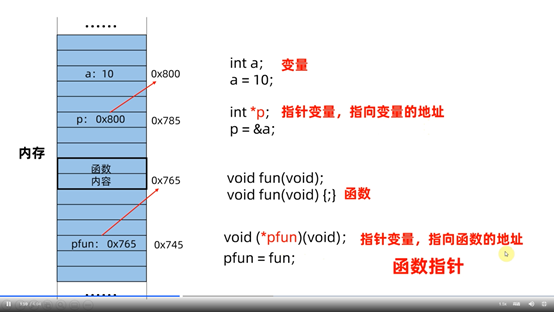 ……
a：10
0x800
int a；
变量
a = 10；
p：0x800
0x785
int *p；
指针变量，指向变量的地址
p = &a；
内存
函数
内容
0x765
void fun(void)；
void fun(void) {;}
函数
pfun：0x765
0x745
void (*pfun)(void)；
指针变量，指向函数的地址
pfun = fun；
函数指针
……